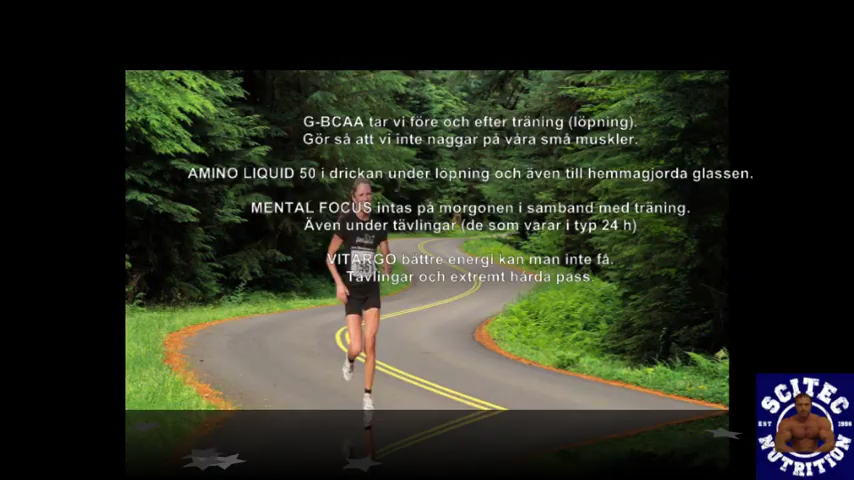 G-BCAA tar vi före och efter träning (löpning).
Gör så att vi inte naggar på våra små muskler.
AMINO LIQUID 50 i drickan under löpning och även till hemmagjorda glassen.
MENTAL FOCUS intas på morgonen i samband med träning.
Även under tävlingar (de som varar i typ 24 h)
VITARGO bättre energi kan man inte få.
Tävlingar och extremt hårda pass.
SCITEC
EST
NUTRITION